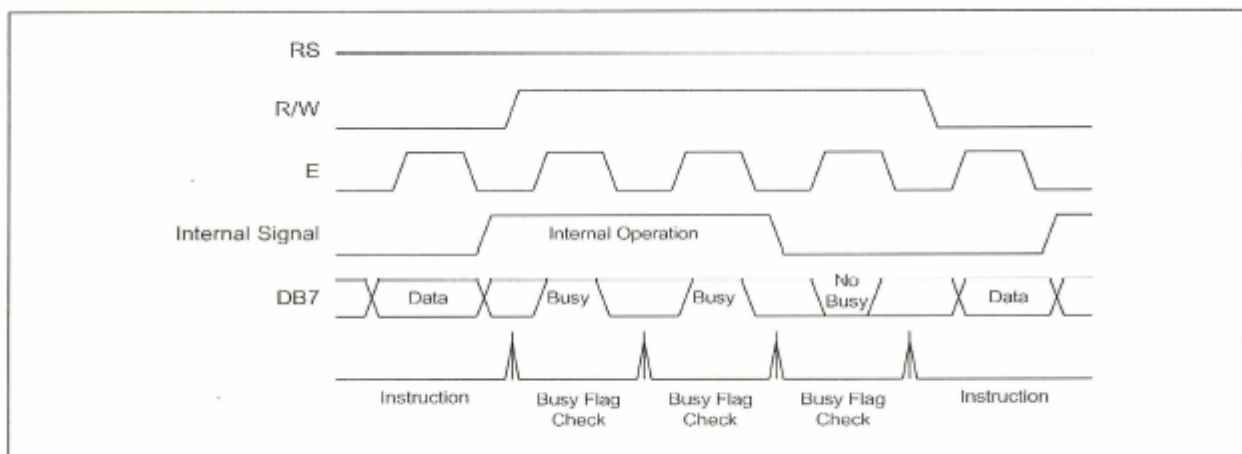 RS
R/W
E
Internal Signal
Internal Operation
DB7
Data
Busy
Busy
No
Busy
Data
Instruction
Busy Flag
Check
Busy Flag
Check
Busy Flag
Check
Instruction